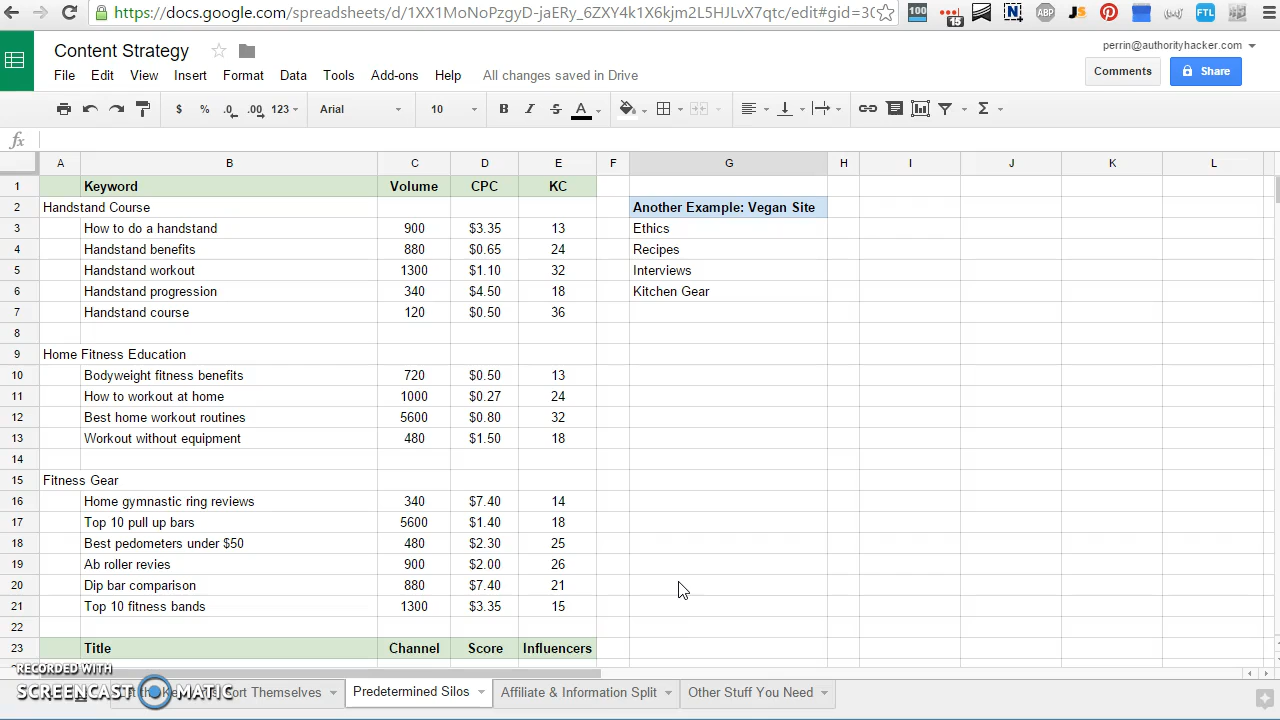 https://docs.google.com/spreadsheets/d/1XX1MoNoPzgyD-jaERy_6ZXY4k1X6kjm2L5HJLvX7qtc/edit#gid=30
100 15 N ABP JS FTL
Content Strategy
perrin@authorityhacker.com
File Edit View Insert Format Data Tools Add-ons Help All changes saved in Drive
Comments Share
$ % .0 .00 123 Arial 10 B I S A Σ
fx
A B C D E F G H I J K L
1 Keyword Volume CPC KC
2 Handstand Course Another Example: Vegan Site
3 How to do a handstand 900 $3.35 13 Ethics
4 Handstand benefits 880 $0.65 24 Recipes
5 Handstand workout 1300 $1.10 32 Interviews
6 Handstand progression 340 $4.50 18 Kitchen Gear
7 Handstand course 120 $0.50 36
8
9 Home Fitness Education
10 Bodyweight fitness benefits 720 $0.50 13
11 How to workout at home 1000 $0.27 24
12 Best home workout routines 5600 $0.80 32
13 Workout without equipment 480 $1.50 18
14
15 Fitness Gear
16 Home gymnastic ring reviews 340 $7.40 14
17 Top 10 pull up bars 5600 $1.40 18
18 Best pedometers under $50 480 $2.30 25
19 Ab roller revies 900 $2.00 26
20 Dip bar comparison 880 $7.40 21
21 Top 10 fitness bands 1300 $3.35 15
22
23 Title Channel Score Influencers
RECORDED WITH
SCREENCAST MATIC
Themselves Predetermined Silos Affiliate & Information Split Other Stuff You Need